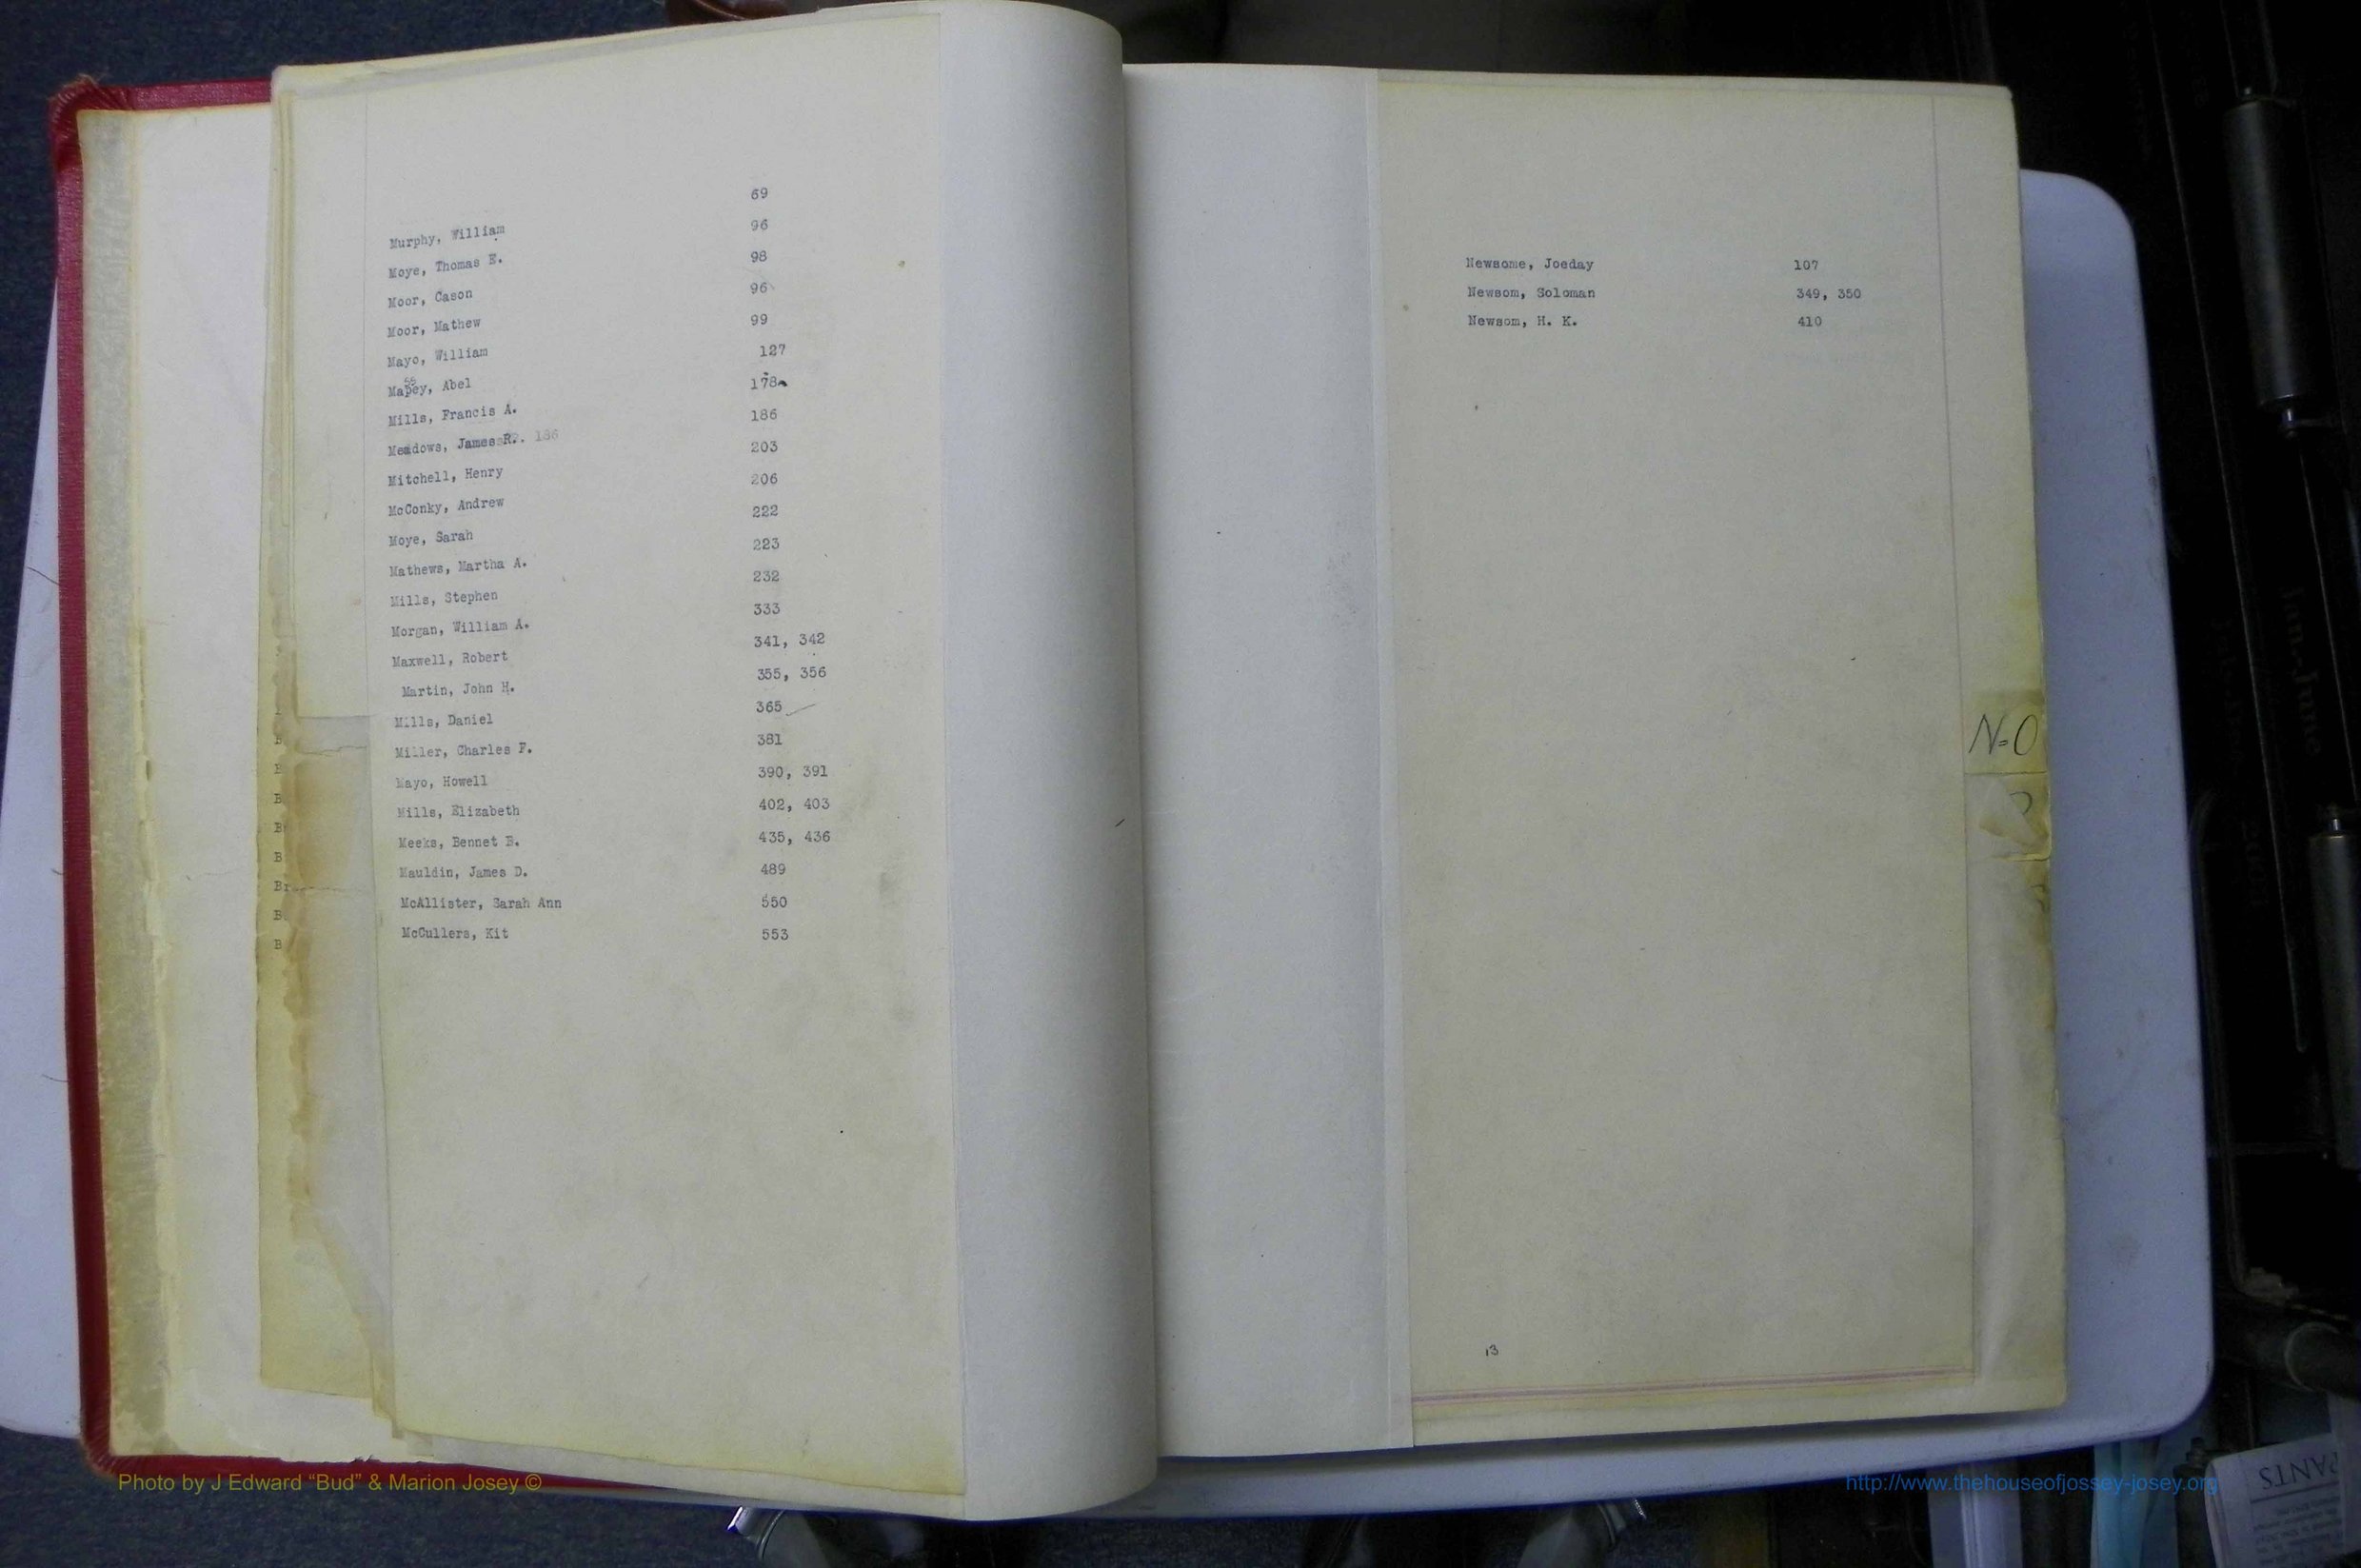 Murphy, William 69
Moye, Thomas E. 96
Moor, Cason 98
Moor, Mathew 96
Mayo, William 99
Massey, Abel 127
Mills, Francis A. 178
Meadows, James R. 186 186
Mitchell, Henry 203
McConky, Andrew 206
Moye, Sarah 222
Mathews, Martha A. 223
Mills, Stephen 232
Morgan, William A. 333
Maxwell, Robert 341, 342
Martin, John H. 355, 356
Mills, Daniel 365
Miller, Charles F. 381
Mayo, Howell 390, 391
Mills, Elizabeth 402, 403
Meeks, Bennet B. 435, 436
Mauldin, James D. 489
McAllister, Sarah Ann 550
McCullers, Kit 553
Newsome, Joeday 107
Newsom, Soloman 349, 350
Newsom, H. K. 410
N-O
13
Jan-June
PANTS
Photo by J Edward “Bud” & Marion Josey ©
http://www.thehouseofjossey-josey.org